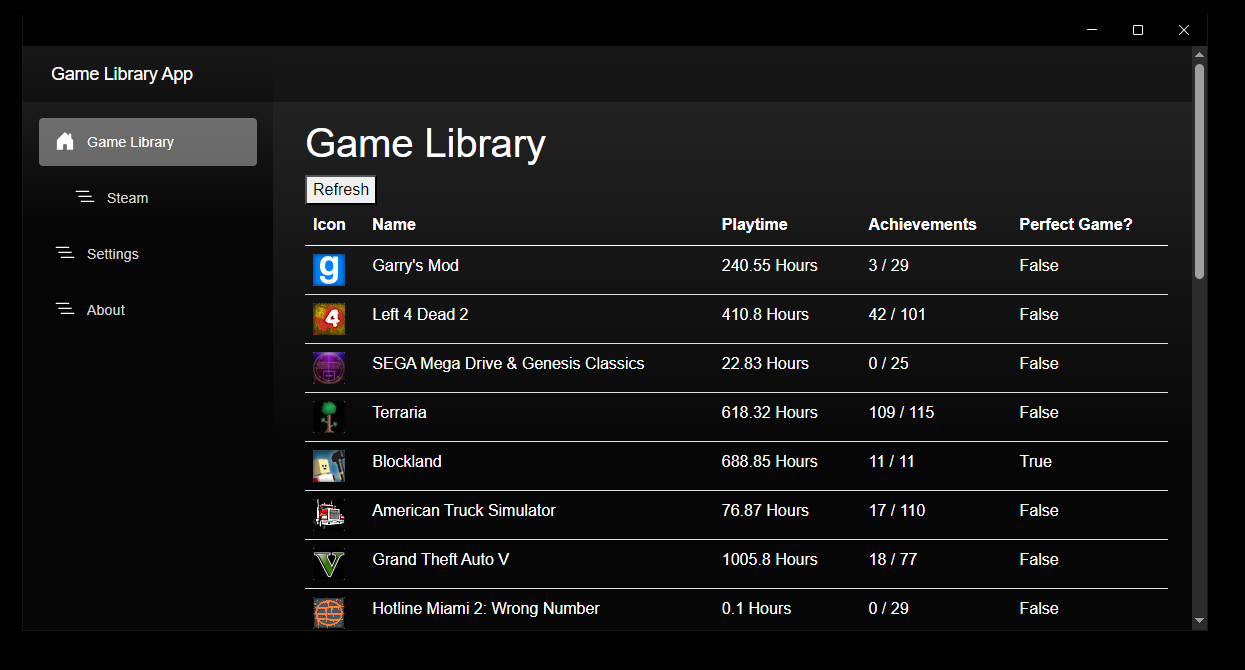 Game Library App
Game Library
Steam
Settings
About
Game Library
Refresh
Icon Name Playtime Achievements Perfect Game?
g Garry's Mod 240.55 Hours 3 / 29 False
4 Left 4 Dead 2 410.8 Hours 42 / 101 False
SEGA Mega Drive & Genesis Classics 22.83 Hours 0 / 25 False
Terraria 618.32 Hours 109 / 115 False
Blockland 688.85 Hours 11 / 11 True
American Truck Simulator 76.87 Hours 17 / 110 False
V Grand Theft Auto V 1005.8 Hours 18 / 77 False
Hotline Miami 2: Wrong Number 0.1 Hours 0 / 29 False